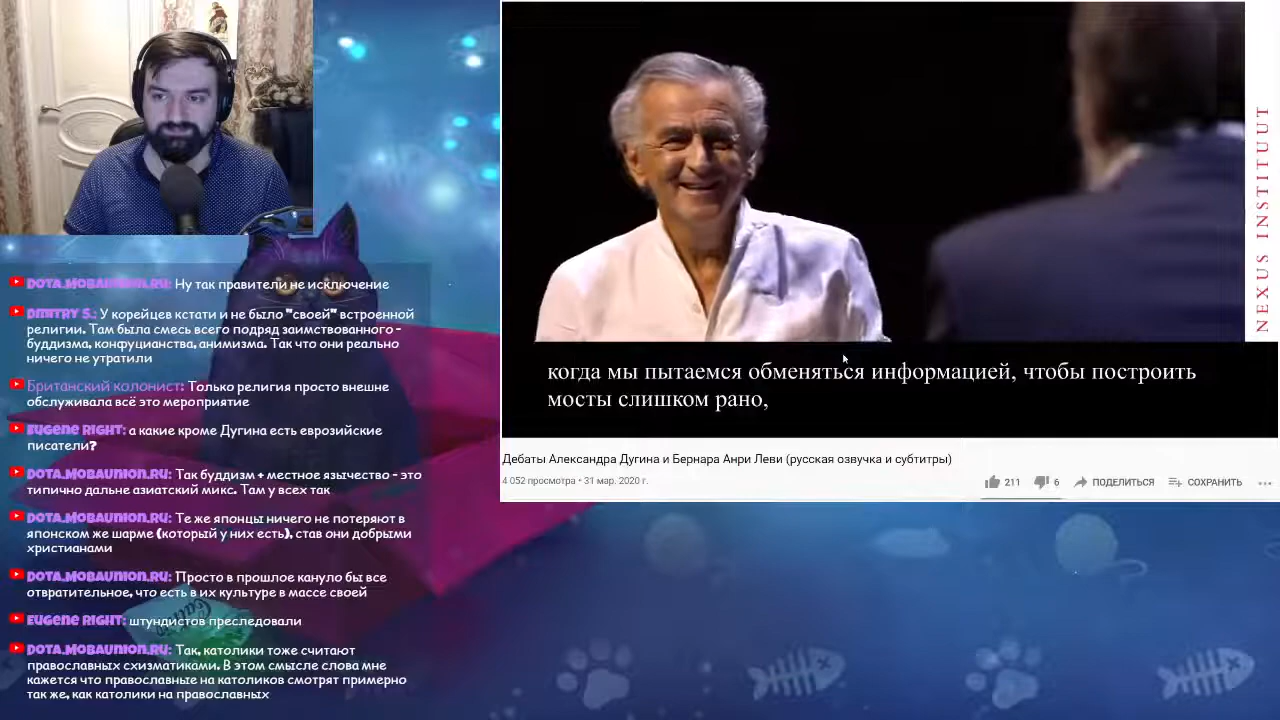 DOTA.MOBAUNION.RU: Ну так правители не исключение
DMITRY S.: У корейцев кстати и не было "своей" встроенной
религии. Там была смесь всего подряд заимствованного -
буддизма, конфуцианства, анимизма. Так что они реально
ничего не утратили
Британский колонист: Только религия просто внешне
обслуживала всё это мероприятие
EUGENE RIGHT: а какие кроме Дугина есть еврозийские
писатели?
DOTA.MOBAUNION.RU: Так буддизм + местное язычество - это
типично дальне азиатский микс. Там у всех так
DOTA.MOBAUNION.RU: Те же японцы ничего не потеряют в
японском же шарме (который у них есть), став они добрыми
христианами
DOTA.MOBAUNION.RU: Просто в прошлое кануло бы все
отвратительное, что есть в их культуре в массе своей
EUGENE RIGHT: штундистов преследовали
DOTA.MOBAUNION.RU: Так, католики тоже считают
православных схизматиками. В этом смысле слова мне
кажется что православные на католиков смотрят примерно
так же, как католики на православных
NEXUS INSTITUUT
когда мы пытаемся обменяться информацией, чтобы построить
мосты слишком рано,
Дебаты Александра Дугина и Бернара Анри Леви (русская озвучка и субтитры)
4 052 просмотра • 31 мар. 2020 г.
211 6 ПОДЕЛИТЬСЯ СОХРАНИТЬ